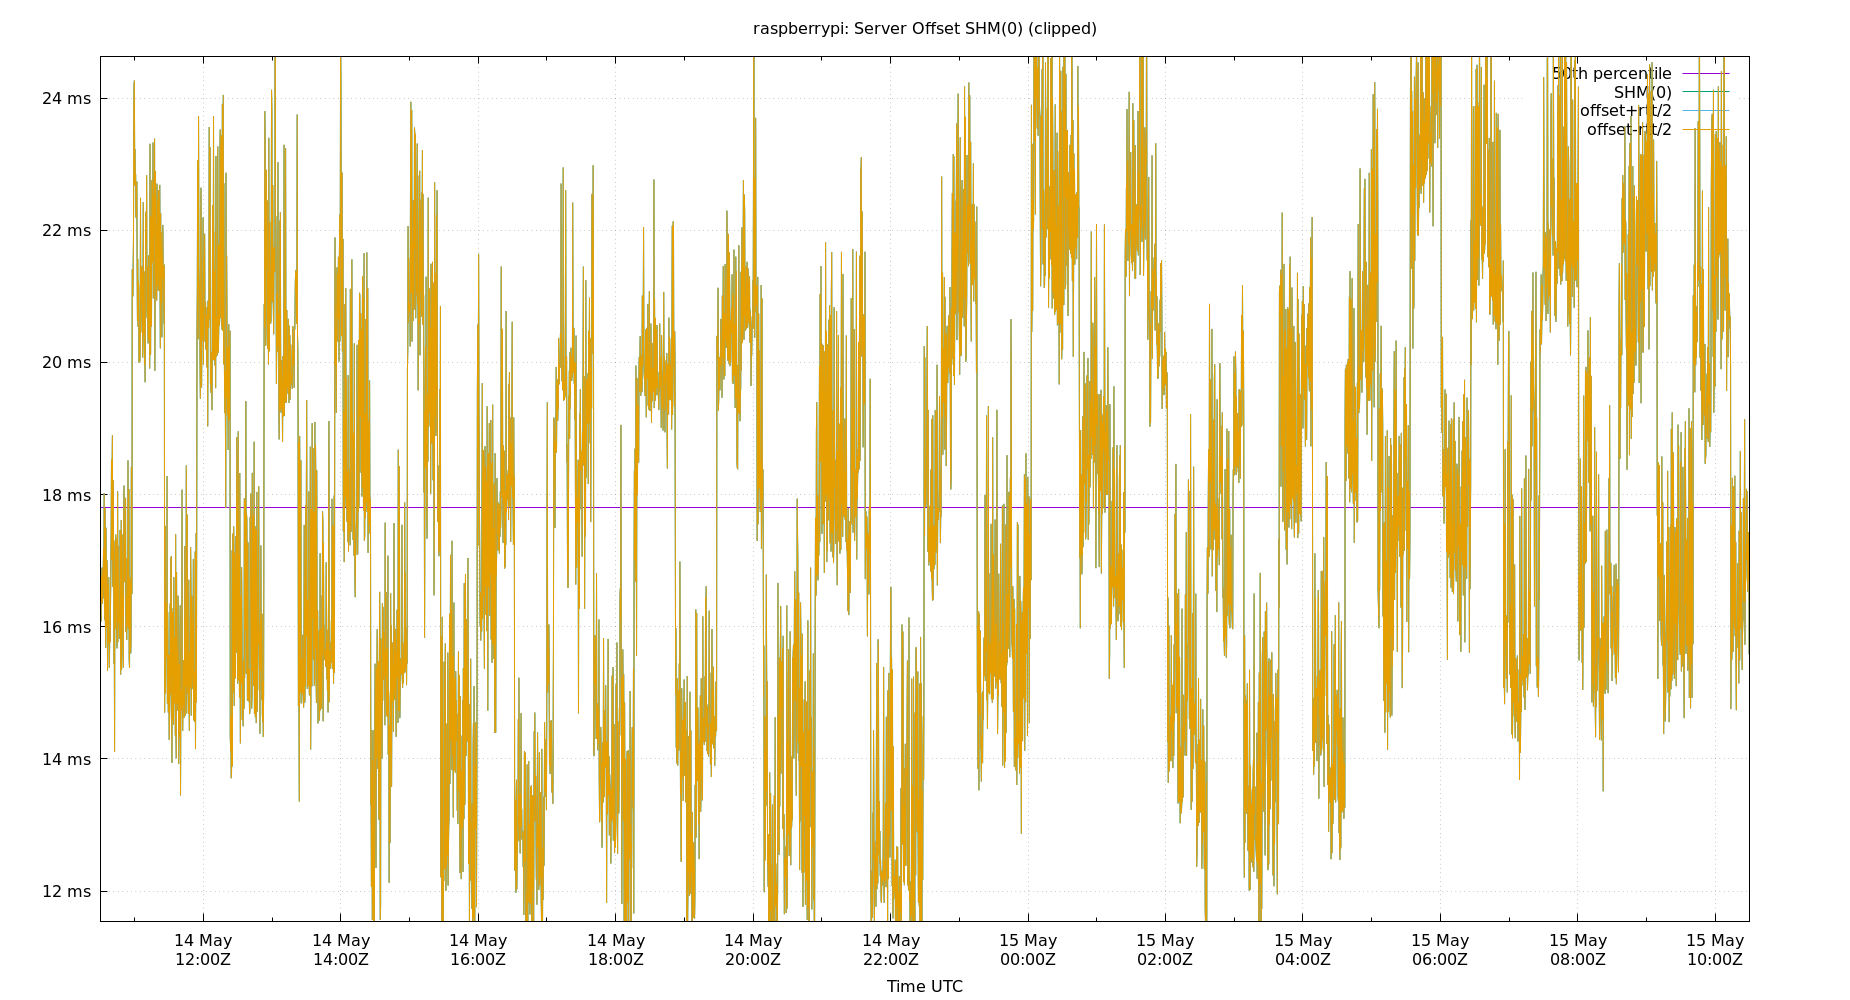 raspberrypi: Server Offset SHM(0) (clipped)
50th percentile
SHM(0)
offset+rtt/2
offset-rtt/2
24 ms
22 ms
20 ms
18 ms
16 ms
14 ms
12 ms
14 May 14 May 14 May 14 May 14 May 14 May 15 May 15 May 15 May 15 May 15 May 15 May
12:00Z 14:00Z 16:00Z 18:00Z 20:00Z 22:00Z 00:00Z 02:00Z 04:00Z 06:00Z 08:00Z 10:00Z
Time UTC